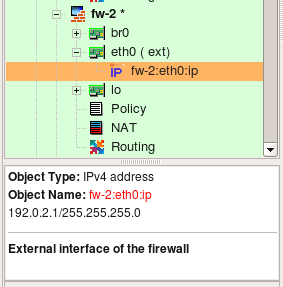 fw-2 *
br0
eth0 ( ext)
IP fw-2:eth0:ip
lo
Policy
NAT
Routing
Object Type: IPv4 address
Object Name: fw-2:eth0:ip
192.0.2.1/255.255.255.0
External interface of the firewall